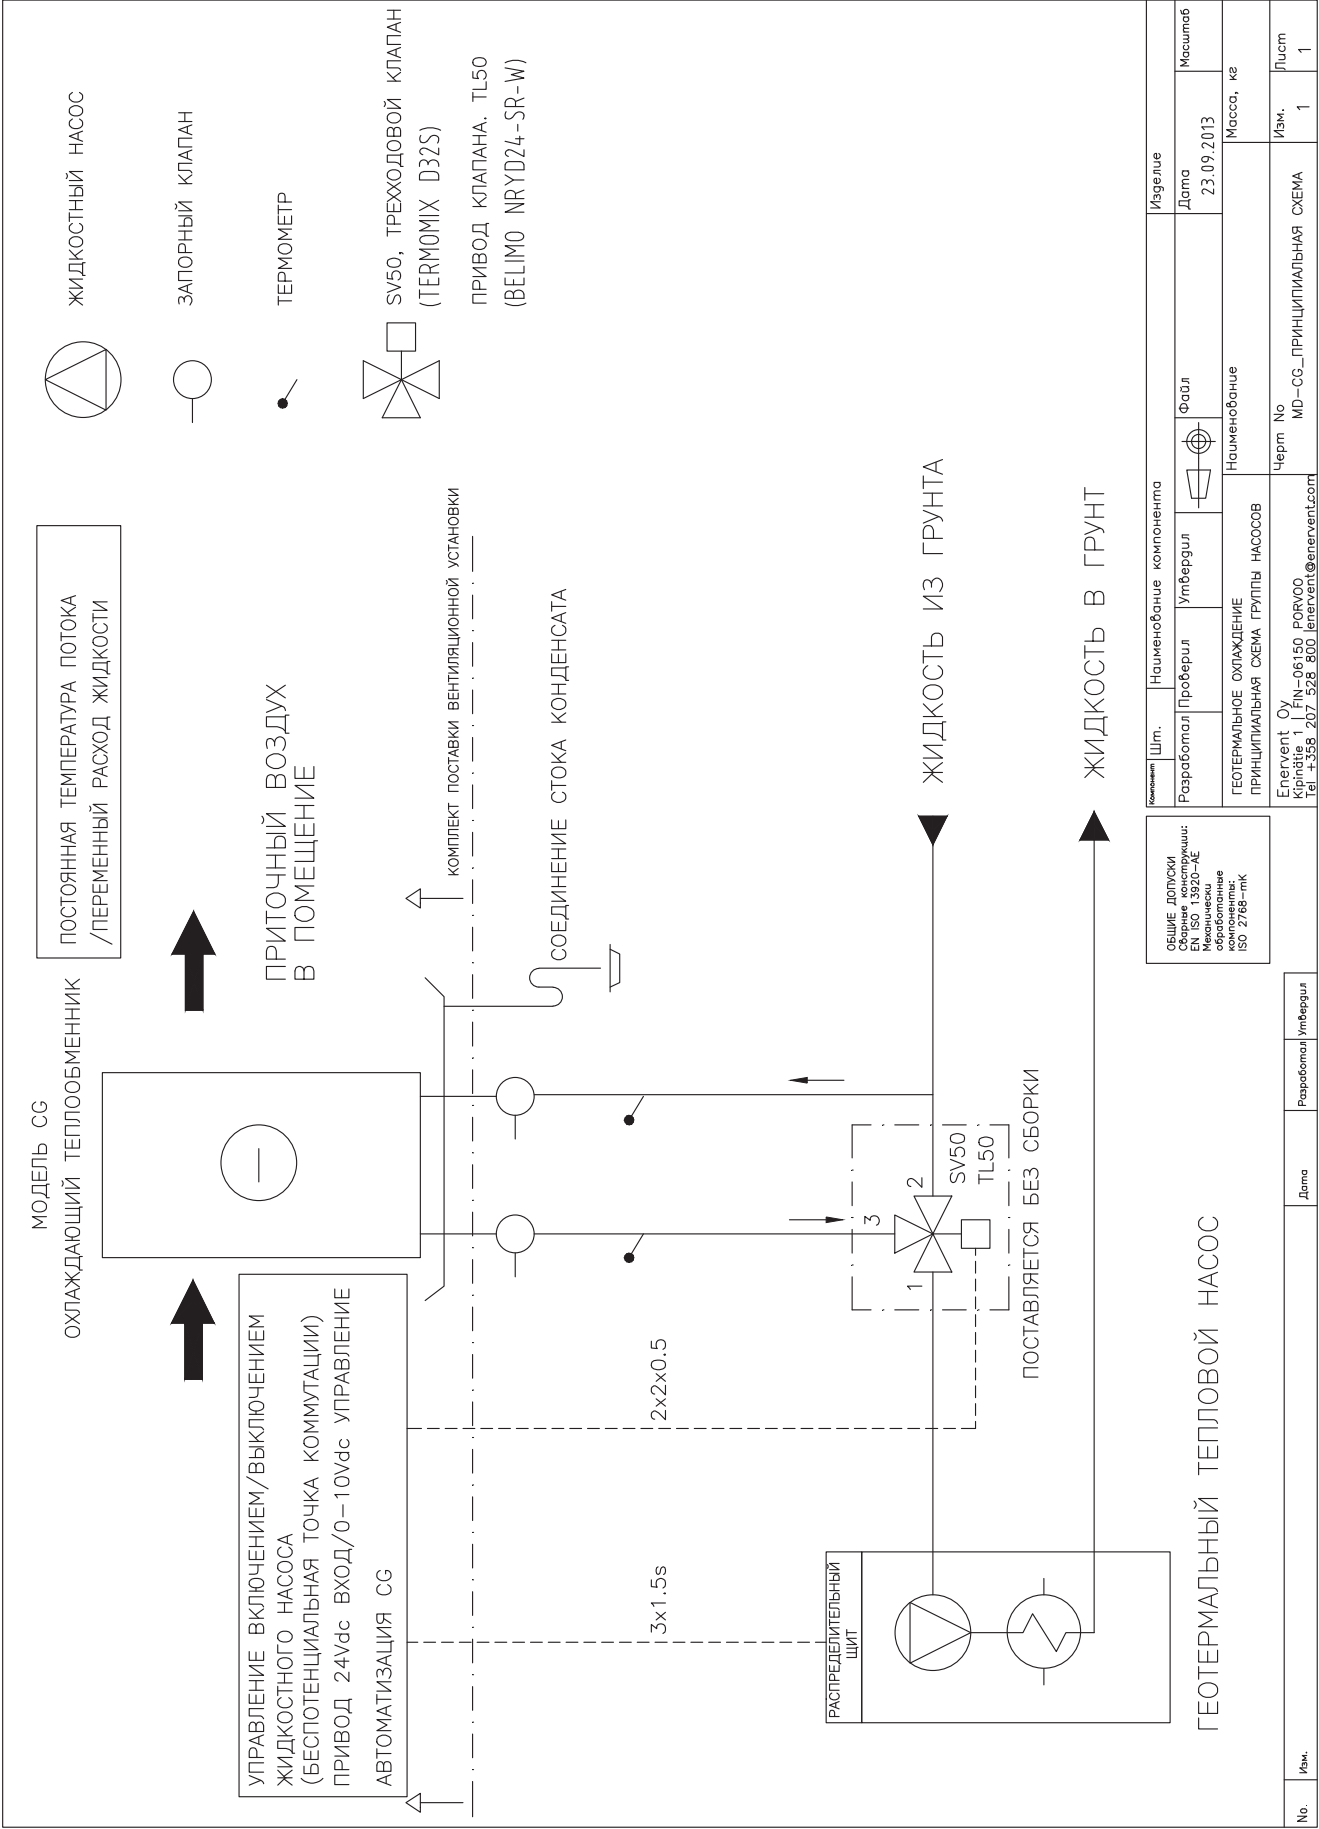 МОДЕЛЬ CG
ОХЛАЖДАЮЩИЙ ТЕПЛООБМЕННИК
ПОСТОЯННАЯ ТЕМПЕРАТУРА ПОТОКА
/ПЕРЕМЕННЫЙ РАСХОД ЖИДКОСТИ
ПРИТОЧНЫЙ ВОЗДУХ
В ПОМЕЩЕНИЕ
ЖИДКОСТНЫЙ НАСОС
ЗАПОРНЫЙ КЛАПАН
ТЕРМОМЕТР
SV50, ТРЕХХОДОВОЙ КЛАПАН
(TERMOMIX D32S)
ПРИВОД КЛАПАНА. TL50
(BELIMO NRYD24-SR-W)
УПРАВЛЕНИЕ ВКЛЮЧЕНИЕМ/ВЫКЛЮЧЕНИЕМ
ЖИДКОСТНОГО НАСОСА
(БЕСПОТЕНЦИАЛЬНАЯ ТОЧКА КОММУТАЦИИ)
ПРИВОД 24Vdc ВХОД/0-10Vdc УПРАВЛЕНИЕ
АВТОМАТИЗАЦИЯ CG
КОМПЛЕКТ ПОСТАВКИ ВЕНТИЛЯЦИОННОЙ УСТАНОВКИ
СОЕДИНЕНИЕ СТОКА КОНДЕНСАТА
3x1.5s
2x2x0.5
3
1
2
SV50
TL50
ПОСТАВЛЯЕТСЯ БЕЗ СБОРКИ
ЖИДКОСТЬ ИЗ ГРУНТА
ЖИДКОСТЬ В ГРУНТ
РАСПРЕДЕЛИТЕЛЬНЫЙ
ЩИТ
ГЕОТЕРМАЛЬНЫЙ ТЕПЛОВОЙ НАСОС
ОБЩИЕ ДОПУСКИ
Сварные конструкции:
EN ISO 13920-AE
Механически
обработанные
компоненты:
ISO 2768-mK
Компонент
Шт.
Наименование компонента
Изделие
Разработал
Проверил
Утвердил
Файл
Дата
23.09.2013
Масштаб
ГЕОТЕРМАЛЬНОЕ ОХЛАЖДЕНИЕ
ПРИНЦИПИАЛЬНАЯ СХЕМА ГРУППЫ НАСОСОВ
Наименование
Масса, кг
Enervent Oy
Kipinätie 1 | FIN-06150 PORVOO
Tel +358 207 528 800 |enervent@enervent.com
Черт No
MD-CG_ПРИНЦИПИАЛЬНАЯ СХЕМА
Изм.
1
Лист
1
No.
Изм.
Дата
Разработал
Утвердил